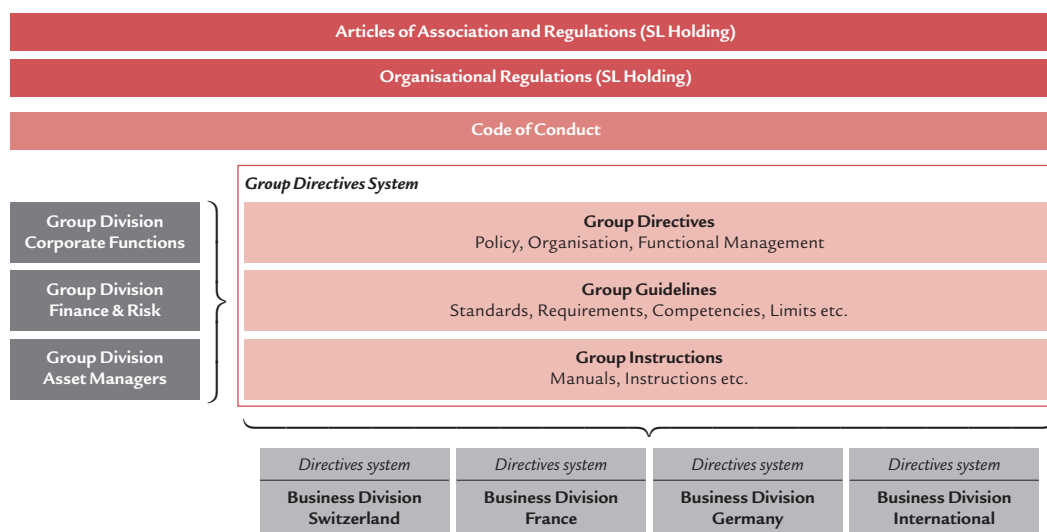 Articles of Association and Regulations (SL Holding)
Organisational Regulations (SL Holding)
Code of Conduct
Group Directives System
Group Division
Corporate Functions
Group Directives
Policy, Organisation, Functional Management
Group Division
Finance & Risk
Group Guidelines
Standards, Requirements, Competencies, Limits etc.
Group Division
Asset Managers
Group Instructions
Manuals, Instructions etc.
Directives system
Business Division
Switzerland
Directives system
Business Division
France
Directives system
Business Division
Germany
Directives system
Business Division
International